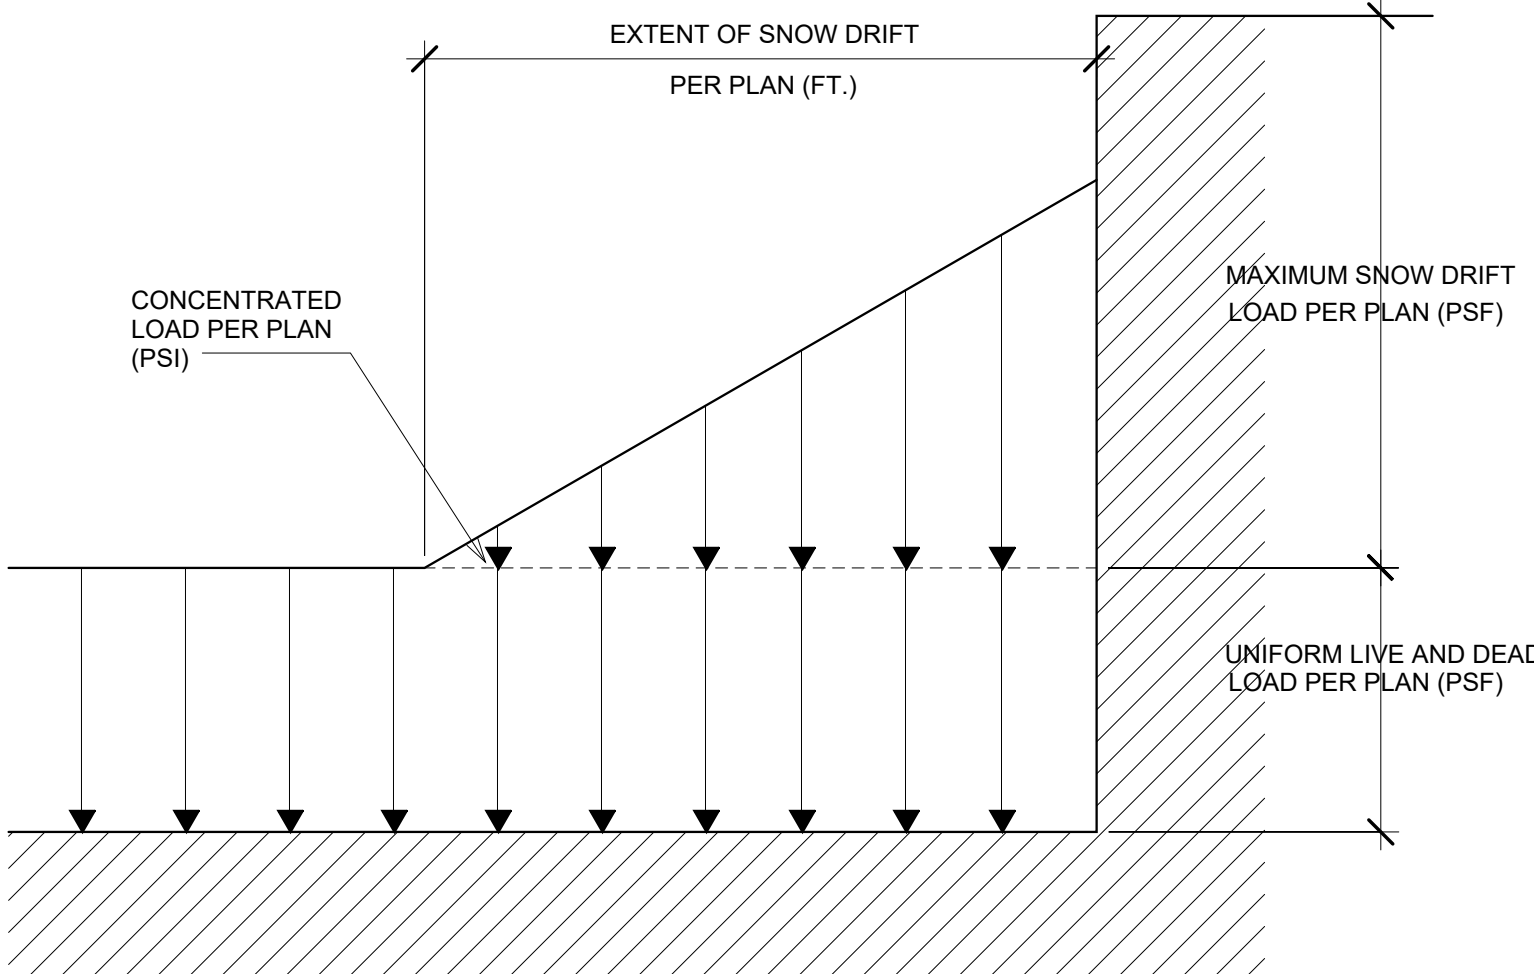 EXTENT OF SNOW DRIFT
PER PLAN (FT.)
CONCENTRATED
LOAD PER PLAN
(PSI)
MAXIMUM SNOW DRIFT
LOAD PER PLAN (PSF)
UNIFORM LIVE AND DEAD
LOAD PER PLAN (PSF)